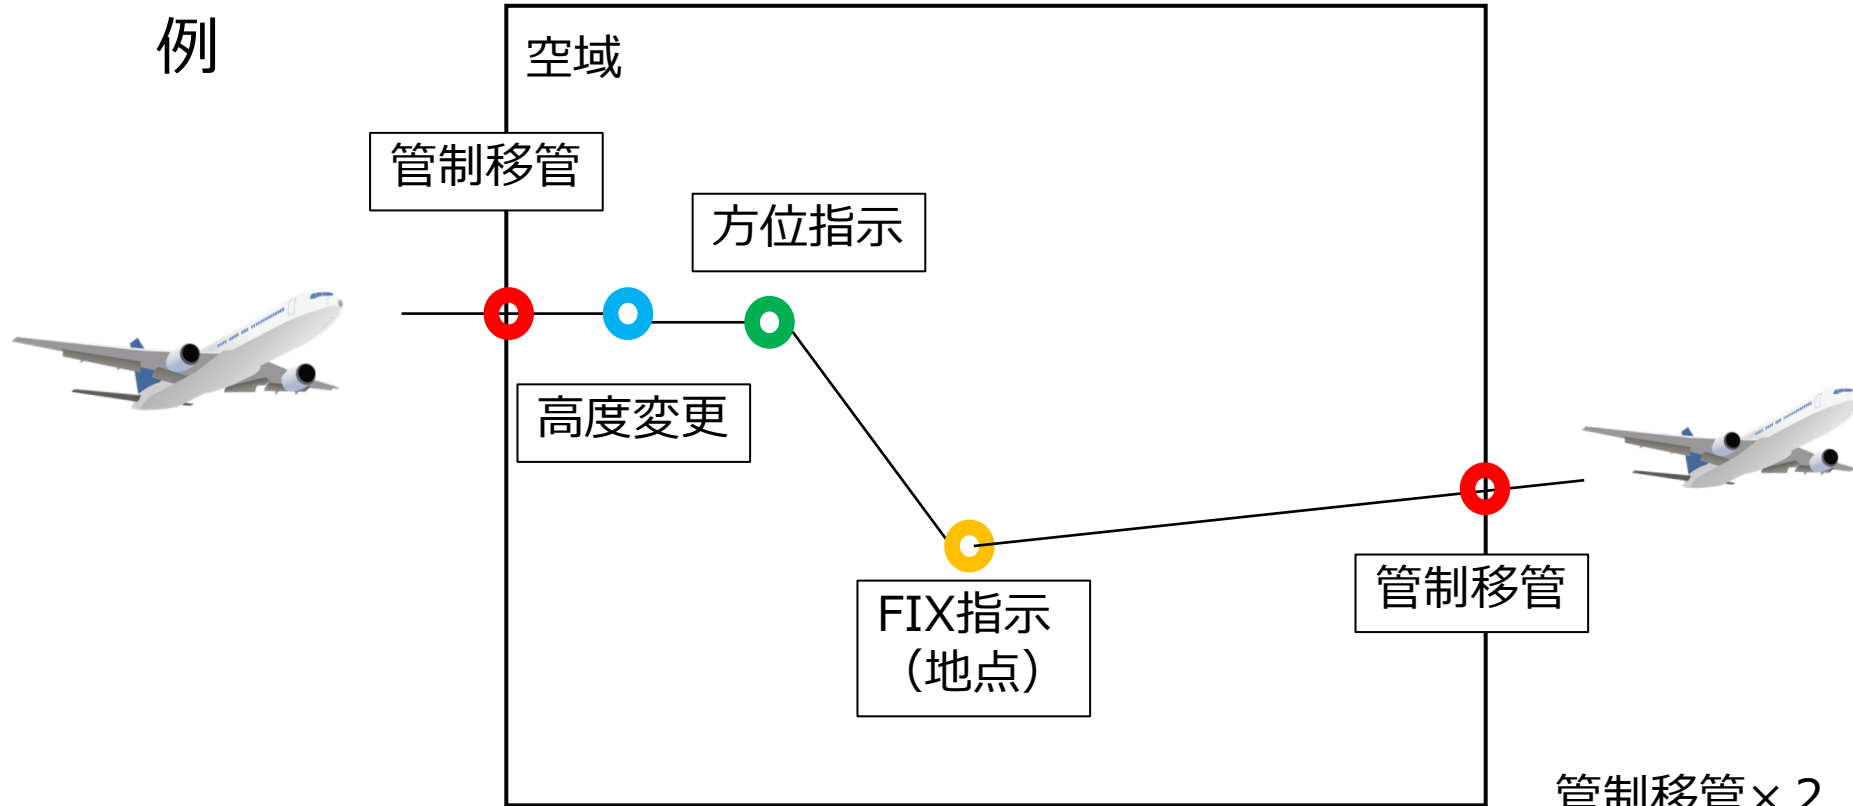 例
空域
管制移管
方位指示
高度変更
FIX指示
（地点）
管制移管
管制移管×２